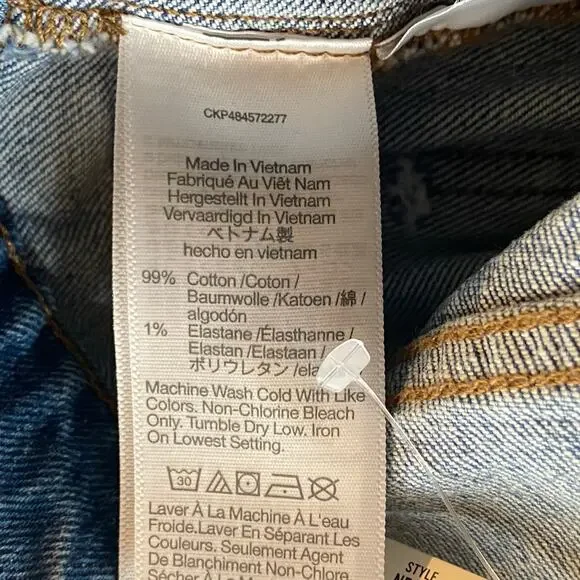 CKP484572277
Made In Vietnam
Fabriqué Au Viêt Nam
Hergestellt In Vietnam
Vervaardigd In Vietnam
ベトナム製
hecho en vietnam
99% Cotton /Coton /
Baumwolle /Katoen /綿 /
algodón
1% Elastane /Élasthanne /
Elastan /Elastaan /
ポリウレタン /
Machine Wash Cold With Like
Colors. Non-Chlorine Bleach
Only. Tumble Dry Low. Iron
On Lowest Setting.
30
Laver À La Machine À L'eau
Froide.Laver En Séparant Les
Couleurs. Seulement Agent
De Blanchiment Non-Chlore
Sécher À La
STYLE